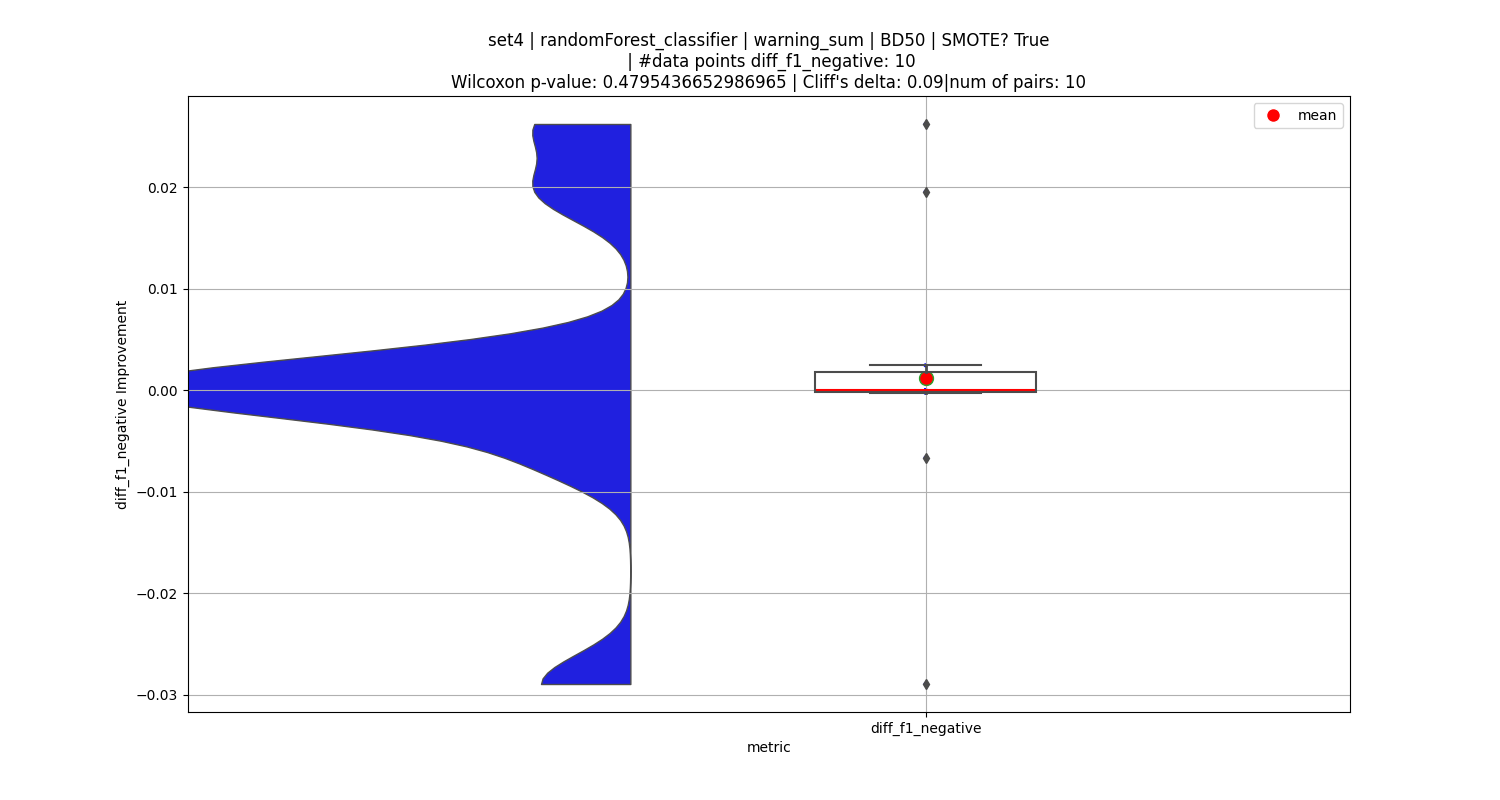 set4 | randomForest_classifier | warning_sum | BD50 | SMOTE? True
| #data points diff_f1_negative: 10
Wilcoxon p-value: 0.4795436652986965 | Cliff's delta: 0.09|num of pairs: 10
mean
0.02
0.01
0.00
−0.01
−0.02
−0.03
diff_f1_negative Improvement
diff_f1_negative
metric